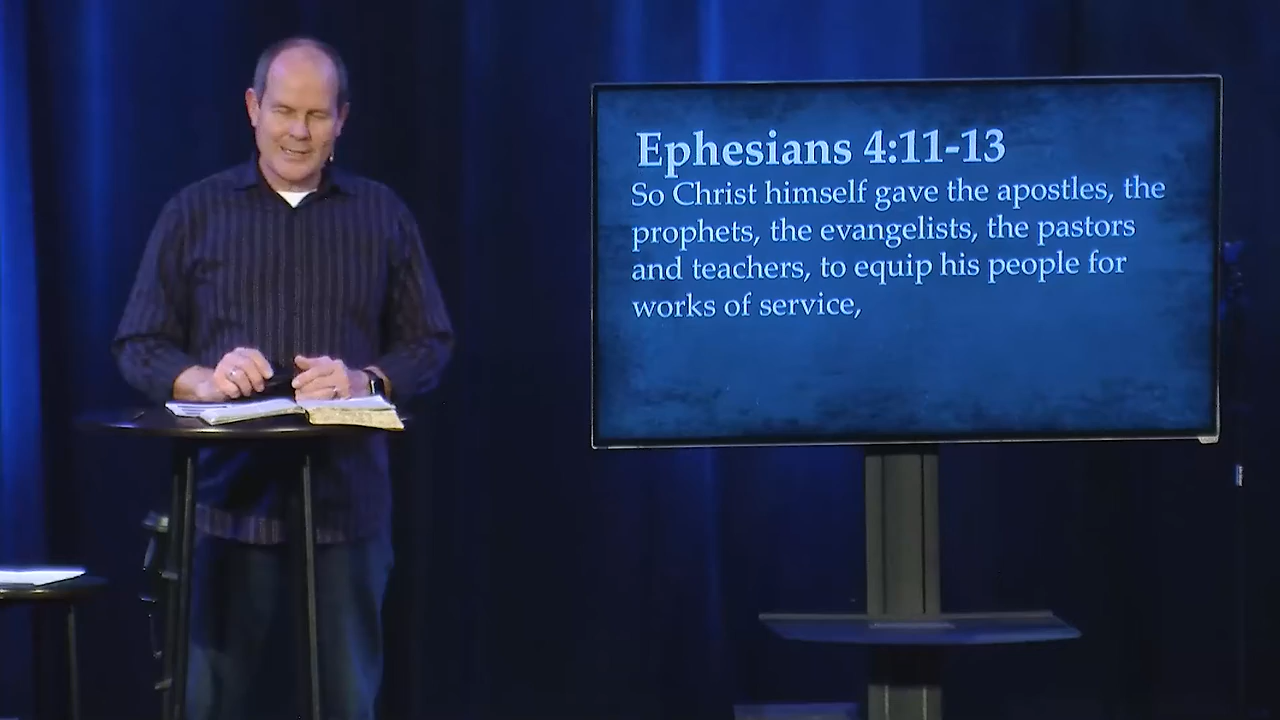 Ephesians 4:11-13
So Christ himself gave the apostles, the
prophets, the evangelists, the pastors
and teachers, to equip his people for
works of service,